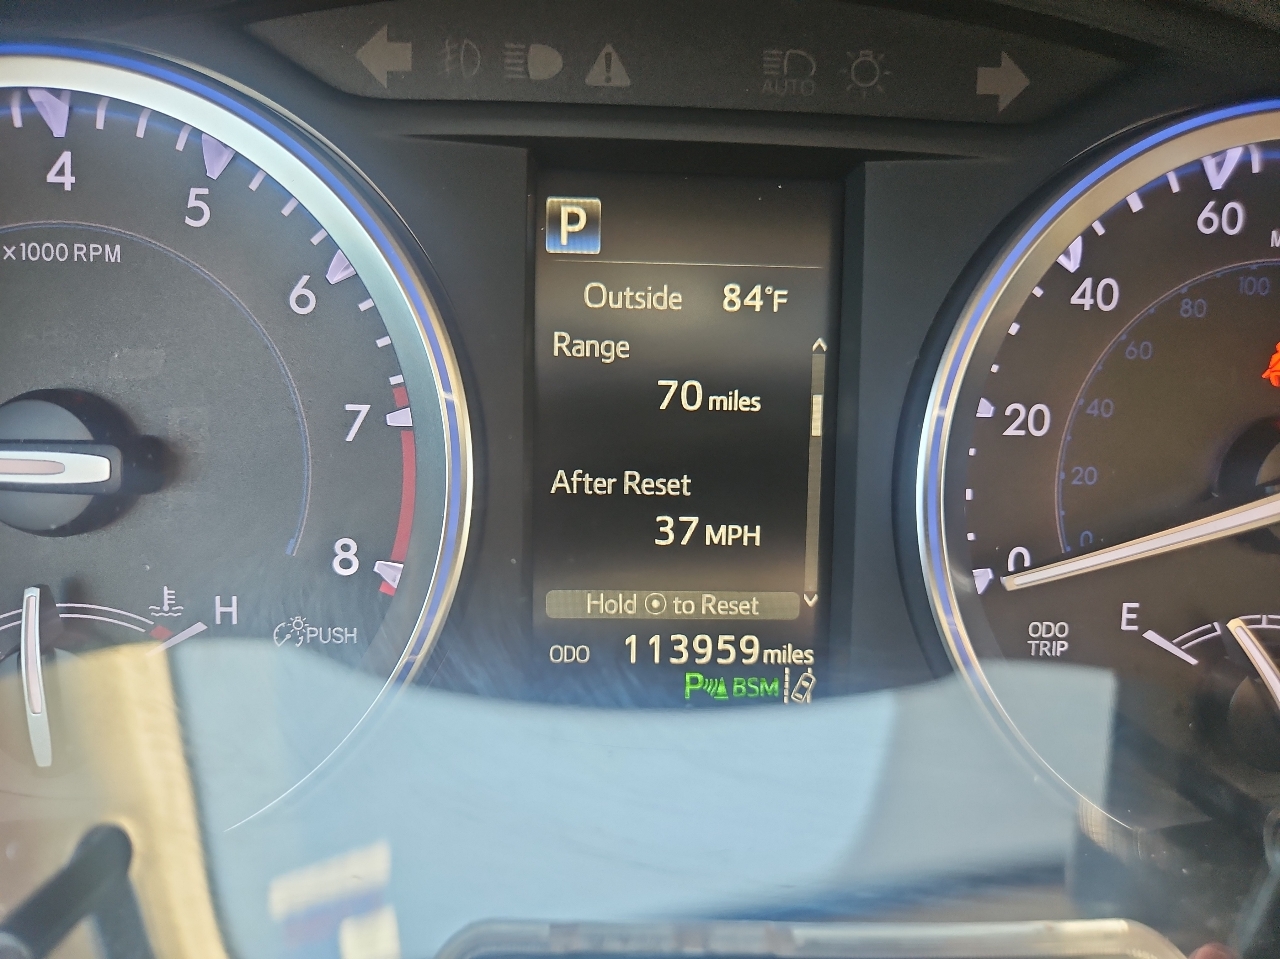 AUTO
4
5
x1000 RPM
6
7
8
H
PUSH
P
Outside 84°F
Range
70 miles
After Reset
37 MPH
Hold to Reset
ODO 113959 miles
P BSM
60
40
20
0
100
80
60
40
20
0
E
ODO
TRIP